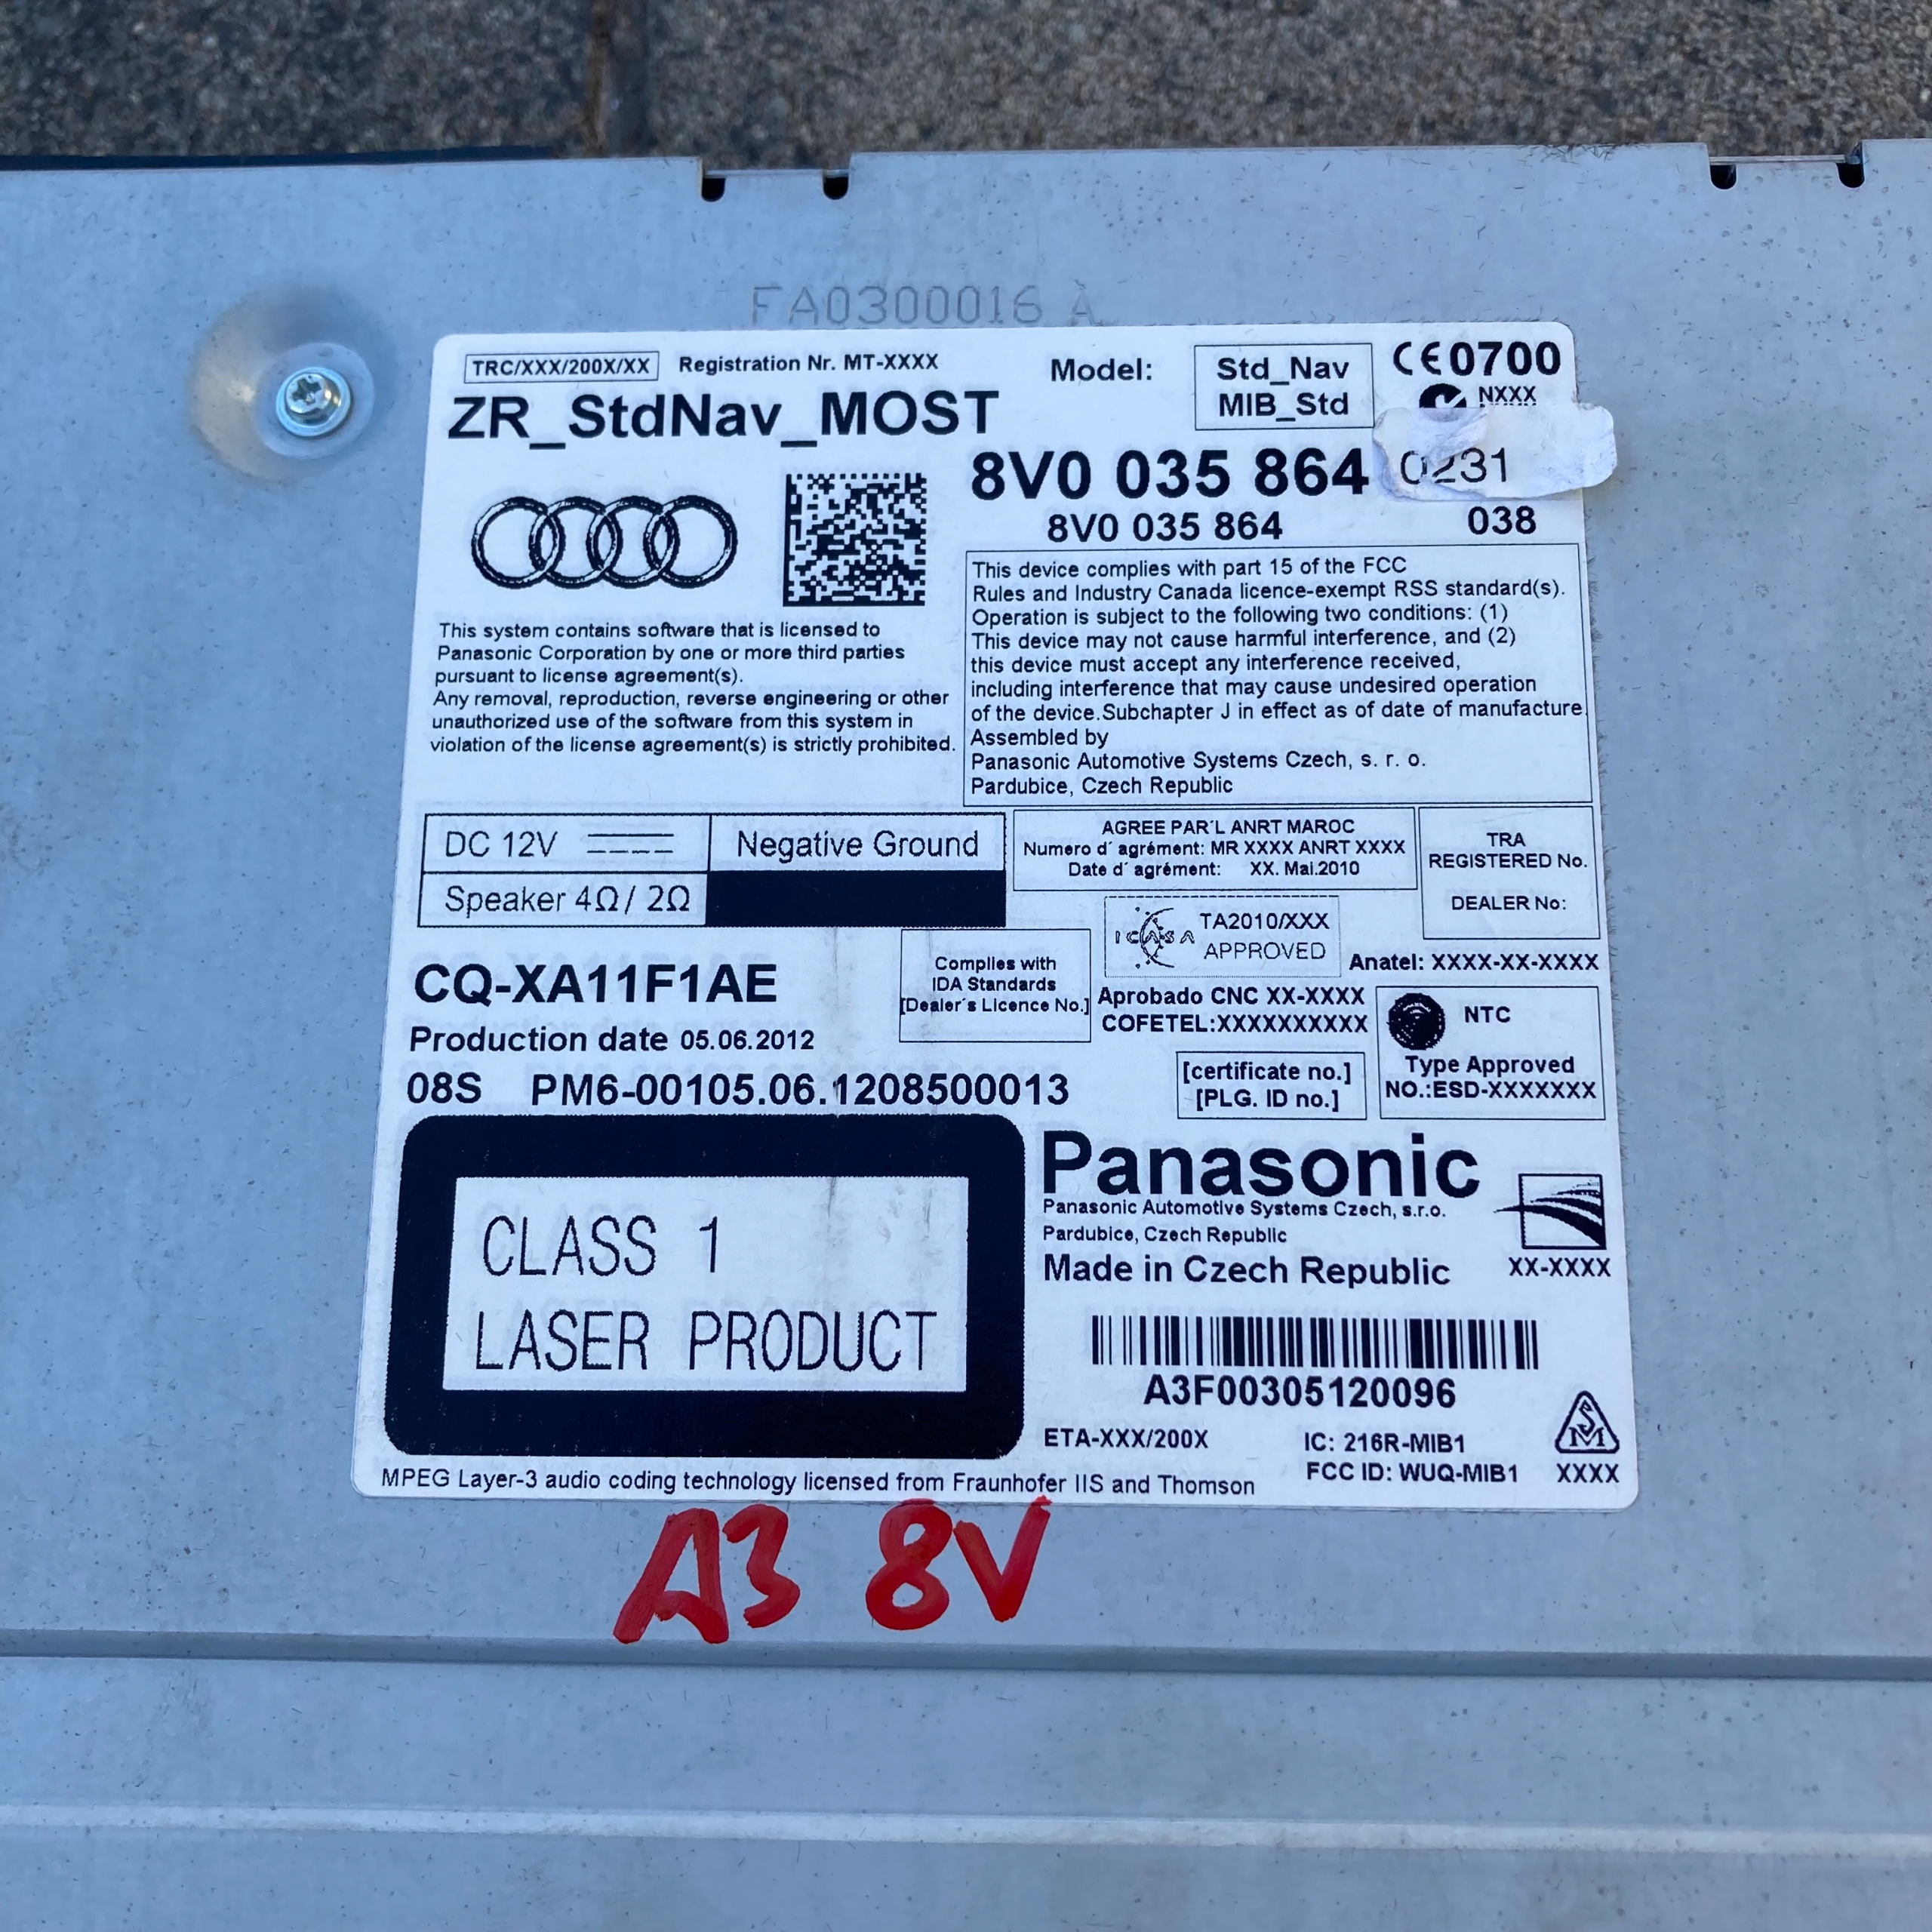 FA0300016 A
TRC/XXX/200X/XX
Registration Nr. MT-XXXX
Model:
Std_Nav
MIB_Std
CE0700
NXXX
ZR_StdNav_MOST
8V0 035 864
0231
8V0 035 864
038
This system contains software that is licensed to
Panasonic Corporation by one or more third parties
pursuant to license agreement(s).
Any removal, reproduction, reverse engineering or other
unauthorized use of the software from this system in
violation of the license agreement(s) is strictly prohibited.
This device complies with part 15 of the FCC
Rules and Industry Canada licence-exempt RSS standard(s).
Operation is subject to the following two conditions: (1)
This device may not cause harmful interference, and (2)
this device must accept any interference received,
including interference that may cause undesired operation
of the device.Subchapter J in effect as of date of manufacture.
Assembled by
Panasonic Automotive Systems Czech, s. r. o.
Pardubice, Czech Republic
DC 12V
Negative Ground
Speaker 4Ω/ 2Ω
AGREE PAR'L ANRT MAROC
Numero d´ agrément: MR XXXX ANRT XXXX
Date d´ agrément: XX. Mai.2010
TRA
REGISTERED No.
DEALER No:
ICASA
TA2010/XXX
APPROVED
Anatel: XXXX-XX-XXXX
Complies with
IDA Standards
[Dealer´s Licence No.]
Aprobado CNC XX-XXXX
COFETEL:XXXXXXXXXX
NTC
Type Approved
NO.:ESD-XXXXXXX
[certificate no.]
[PLG. ID no.]
CQ-XA11F1AE
Production date 05.06.2012
08S PM6-00105.06.1208500013
CLASS 1
LASER PRODUCT
Panasonic
Panasonic Automotive Systems Czech, s.r.o.
Pardubice, Czech Republic
Made in Czech Republic
XX-XXXX
A3F00305120096
ETA-XXX/200X
IC: 216R-MIB1
FCC ID: WUQ-MIB1
SM
XXXX
MPEG Layer-3 audio coding technology licensed from Fraunhofer IIS and Thomson
A3 8V